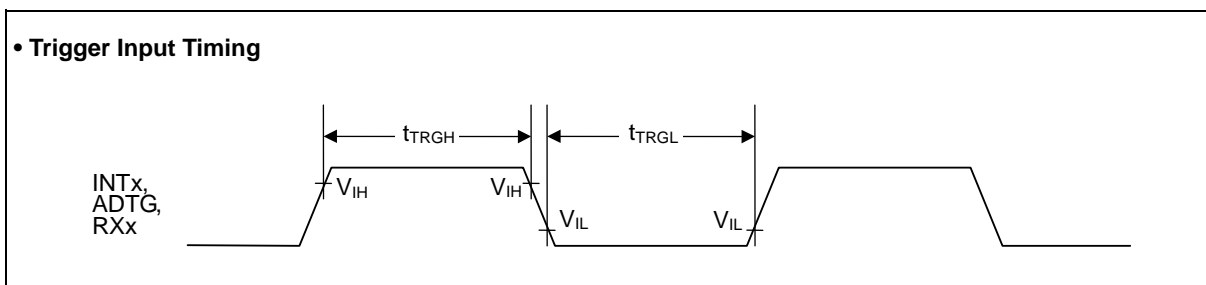 • Trigger Input Timing
tTRGH
tTRGL
INTx,
ADTG,
RXx
VIH
VIH
VIL
VIL